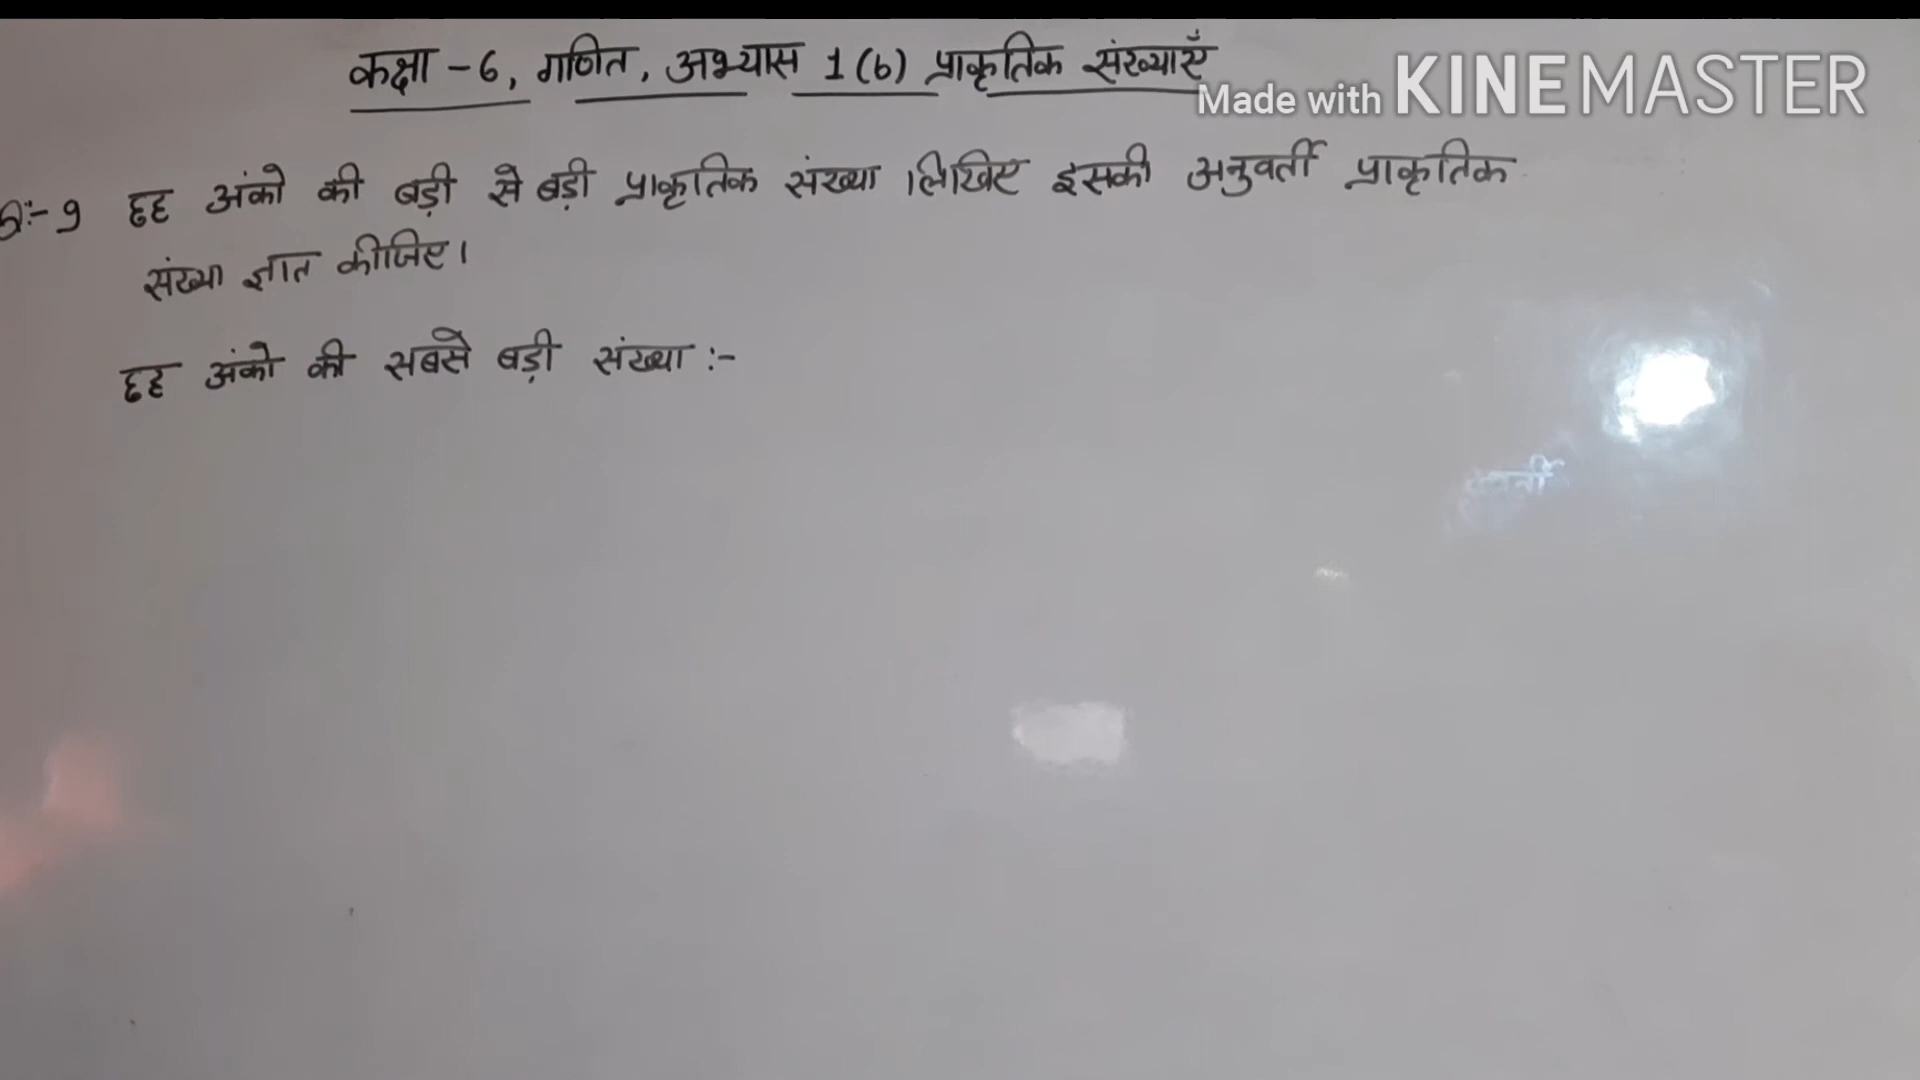 कक्षा - 6, गणित, अभ्यास 1 (b) प्राकृतिक संख्याएँ
Made with KINEMASTER
:- 9 छह अंको की बड़ी से बड़ी प्राकृतिक संख्या लिखिए इसकी अनुवर्ती प्राकृतिक
संख्या ज्ञात कीजिए।
छह अंको की सबसे बड़ी संख्या :-